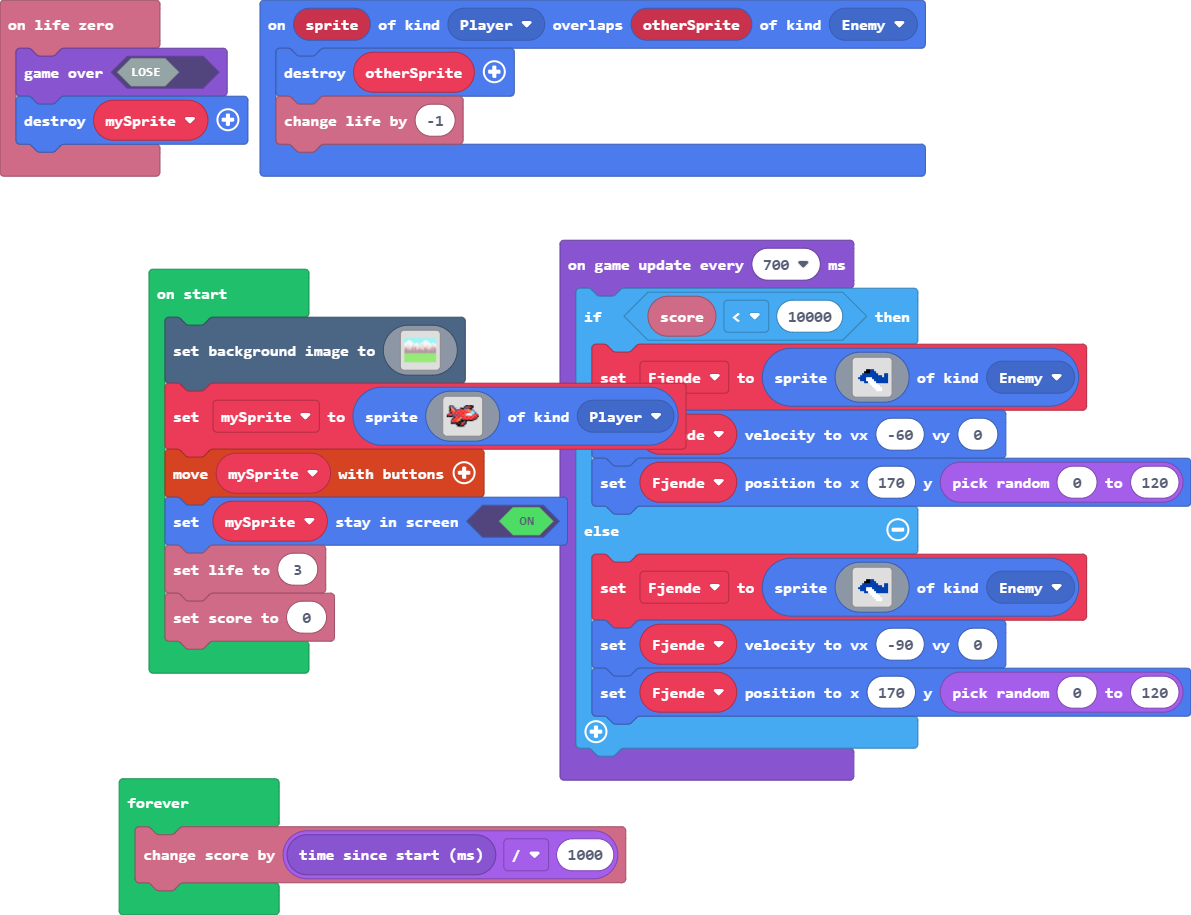 on life zero
game over LOSE
destroy mySprite
on sprite of kind Player overlaps otherSprite of kind Enemy
destroy otherSprite
change life by -1
on start
set background image to
set mySprite to sprite of kind Player
move mySprite with buttons
set mySprite stay in screen ON
set life to 3
set score to 0
on game update every 700 ms
if score < 10000 then
set Fjende to sprite of kind Enemy
de velocity to vx -60 vy 0
set Fjende position to x 170 y pick random 0 to 120
else
set Fjende to sprite of kind Enemy
set Fjende velocity to vx -90 vy 0
set Fjende position to x 170 y pick random 0 to 120
forever
change score by time since start (ms) / 1000